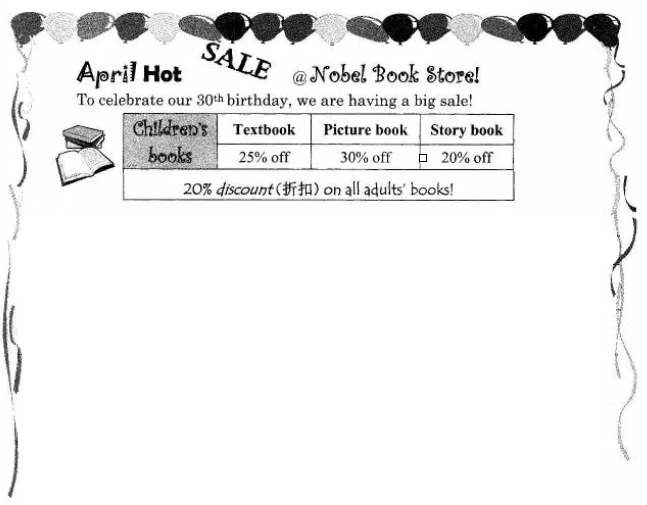 April Hot SALE @ Nobel Book Store!
To celebrate our 30th birthday, we are having a big sale!
Children's books Textbook Picture book Story book
25% off 30% off 20% off
20% discount (折扣) on all adults' books!